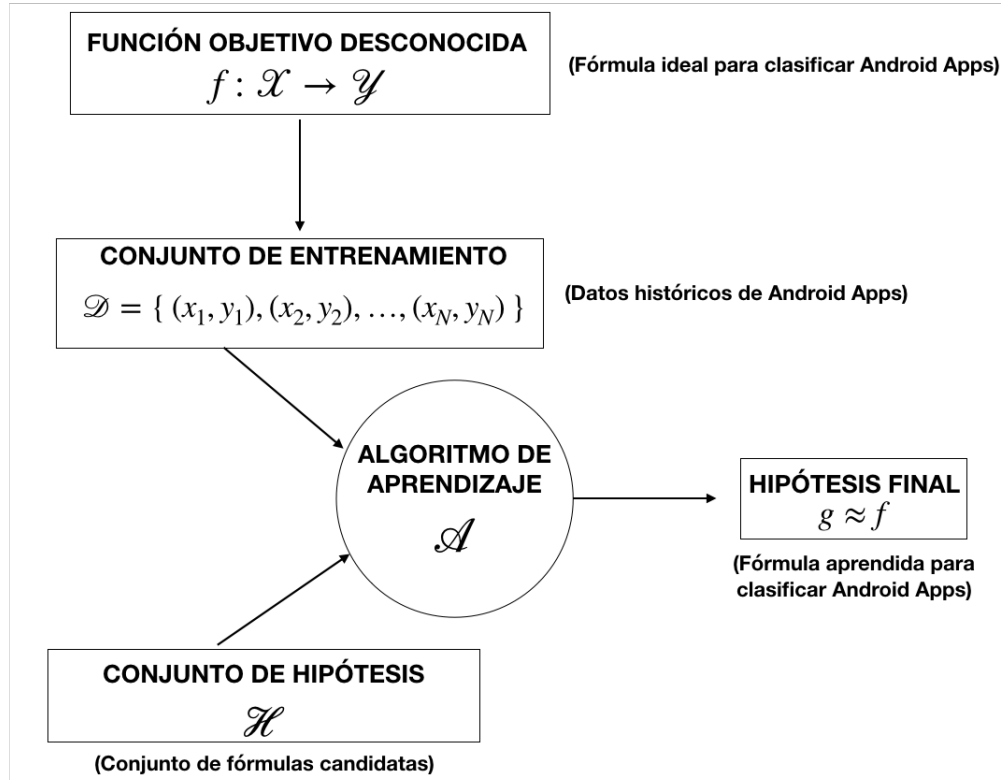 FUNCIÓN OBJETIVO DESCONOCIDA
f : 𝒳 → 𝒴
(Fórmula ideal para clasificar Android Apps)
CONJUNTO DE ENTRENAMIENTO
𝒟 = { (x₁, y₁), (x₂, y₂), …, (x_N, y_N) }
(Datos históricos de Android Apps)
ALGORITMO DE
APRENDIZAJE
𝒜
HIPÓTESIS FINAL
g ≈ f
(Fórmula aprendida para
clasificar Android Apps)
CONJUNTO DE HIPÓTESIS
ℋ
(Conjunto de fórmulas candidatas)